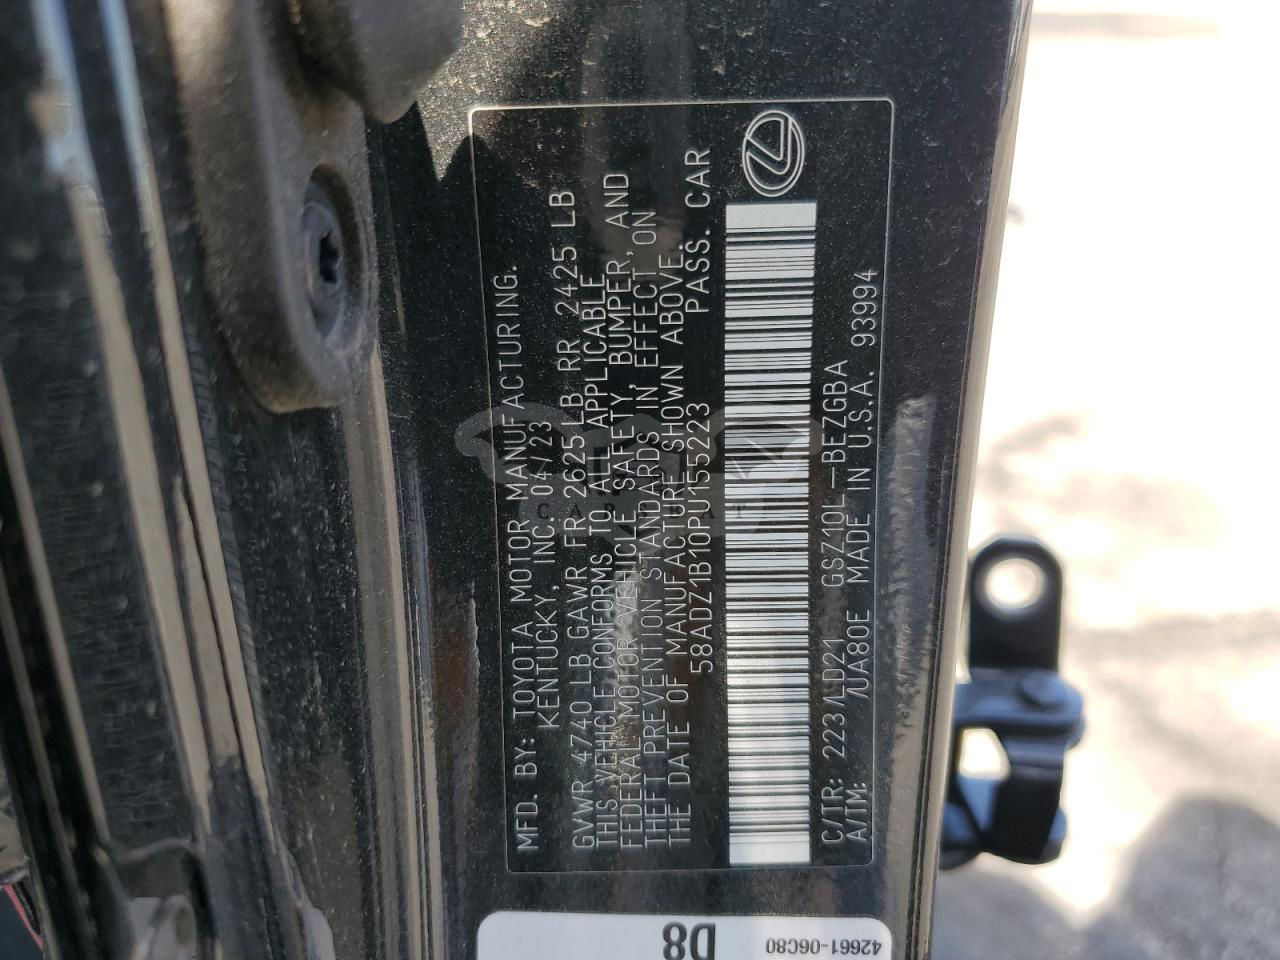 MFD. BY: TOYOTA MOTOR MANUFACTURING.
KENTUCKY, INC. 04/23
GVWR 4740 LB GAWR FR 2625 LB RR 2425 LB
THIS VEHICLE CONFORMS TO ALL APPLICABLE
FEDERAL MOTOR VEHICLE SAFETY, BUMPER, AND
THEFT PREVENTION STANDARDS IN EFFECT ON
THE DATE OF MANUFACTURE SHOWN ABOVE.
58ADZ1B10PU155223 PASS. CAR
C/TR: 223/LD21 GSZ10L-BEZGBA
A/TM: /UA80E MADE IN U.S.A. 93994
D8
42661-06C80